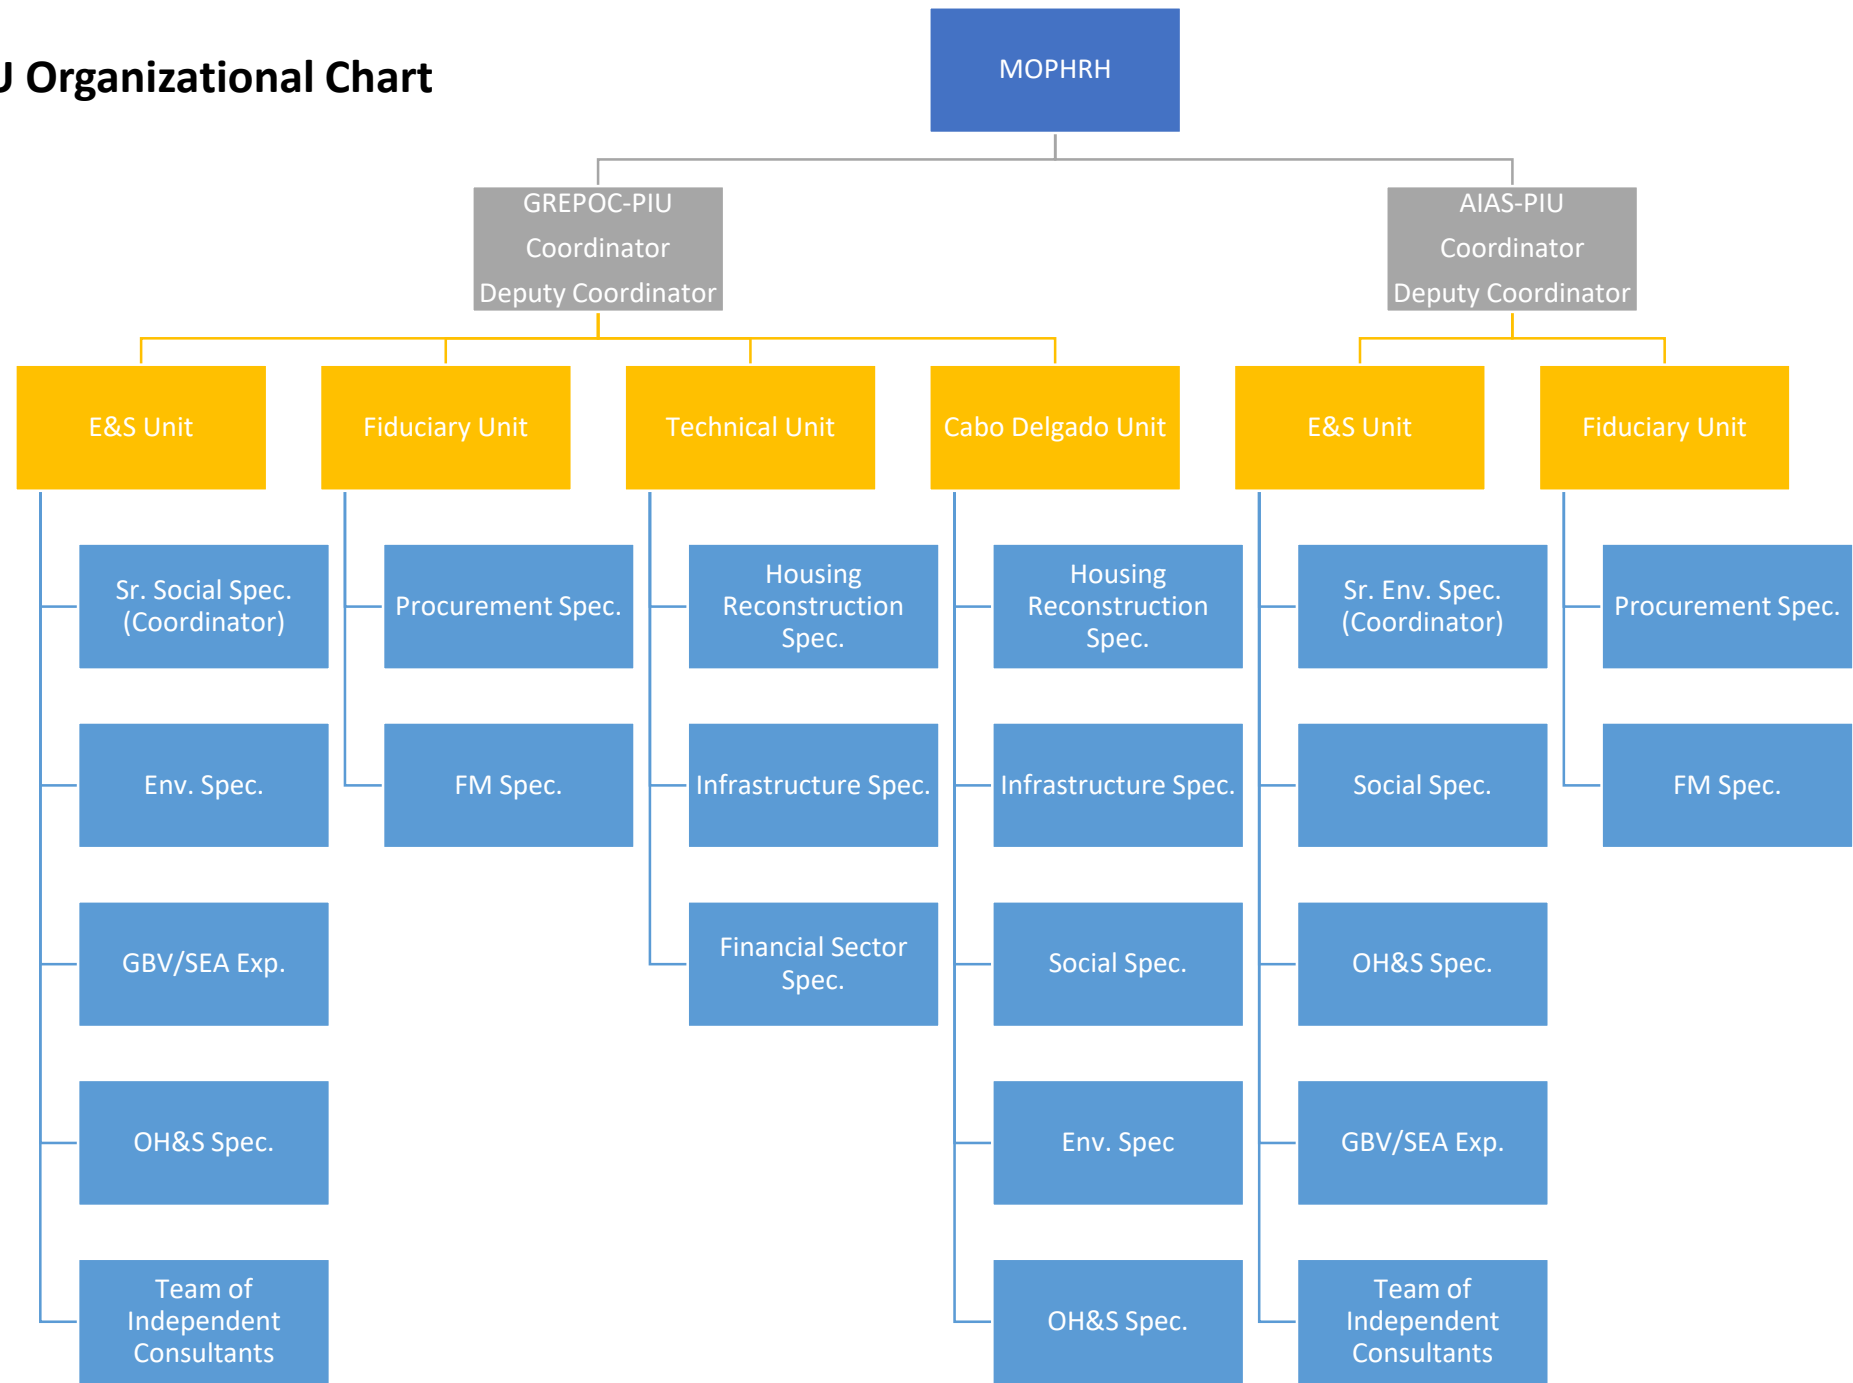 Organizational Chart
MOPHRH
GREPOC-PIU
Coordinator
Deputy Coordinator
AIAS-PIU
Coordinator
Deputy Coordinator
E&S Unit
Fiduciary Unit
Technical Unit
Cabo Delgado Unit
E&S Unit
Fiduciary Unit
Sr. Social Spec.
(Coordinator)
Env. Spec.
GBV/SEA Exp.
OH&S Spec.
Team of
Independent
Consultants
Procurement Spec.
FM Spec.
Housing
Reconstruction
Spec.
Infrastructure Spec.
Financial Sector
Spec.
Housing
Reconstruction
Spec.
Infrastructure Spec.
Social Spec.
Env. Spec
OH&S Spec.
Sr. Env. Spec.
(Coordinator)
Social Spec.
OH&S Spec.
GBV/SEA Exp.
Team of
Independent
Consultants
Procurement Spec.
FM Spec.